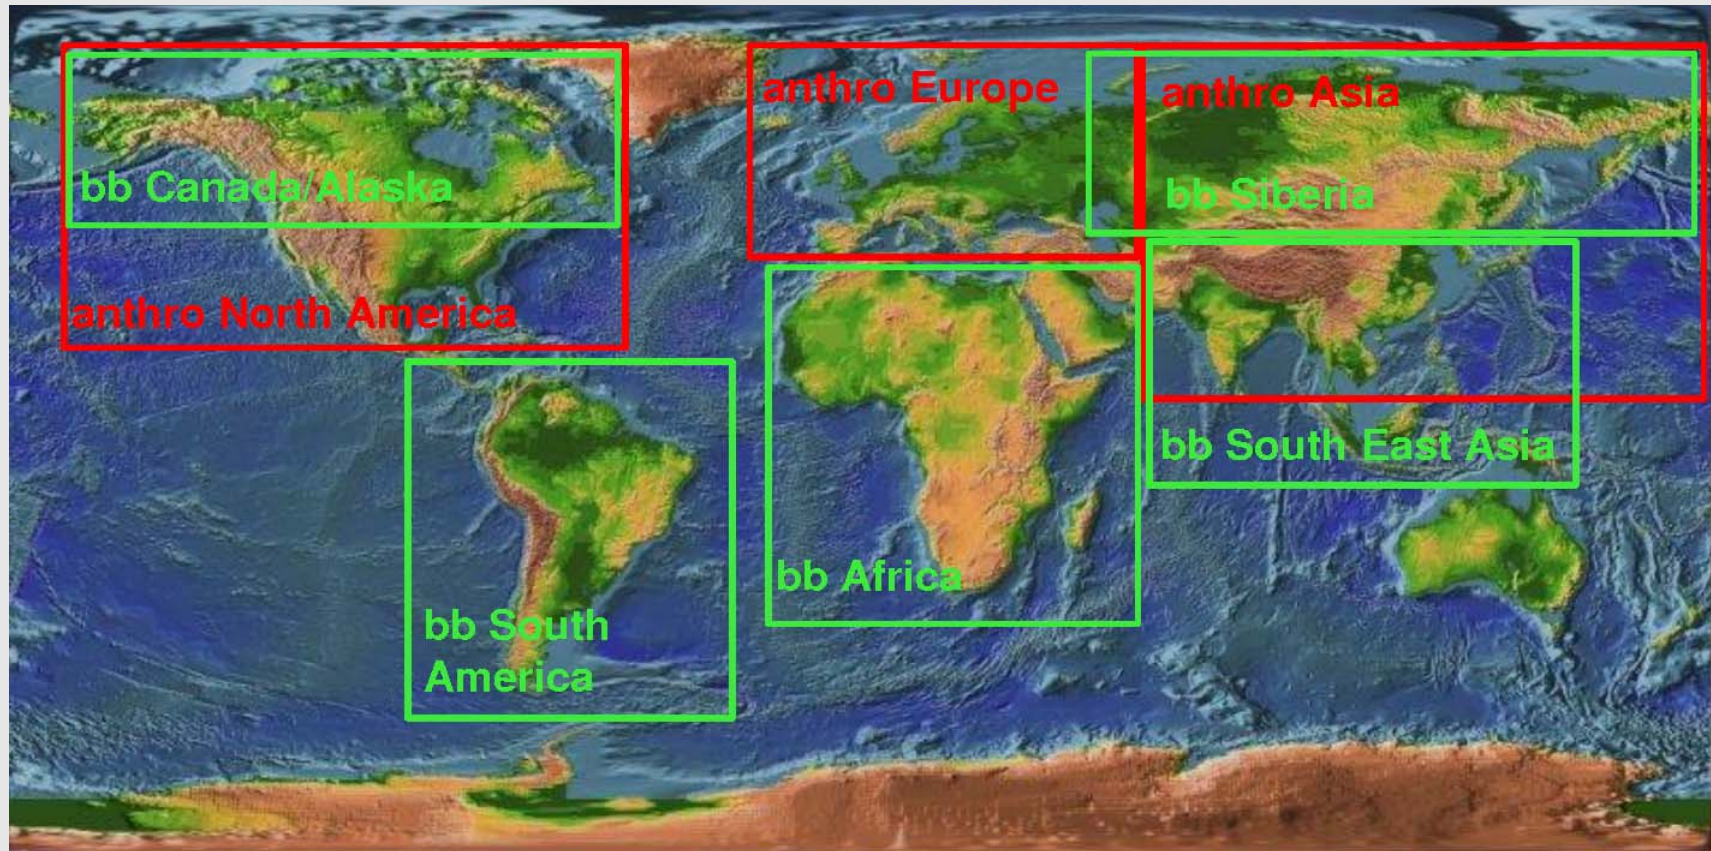 anthro Europe
anthro Asia
bb Canada/Alaska
bb Siberia
anthro North America
bb South East Asia
bb Africa
bb South
America